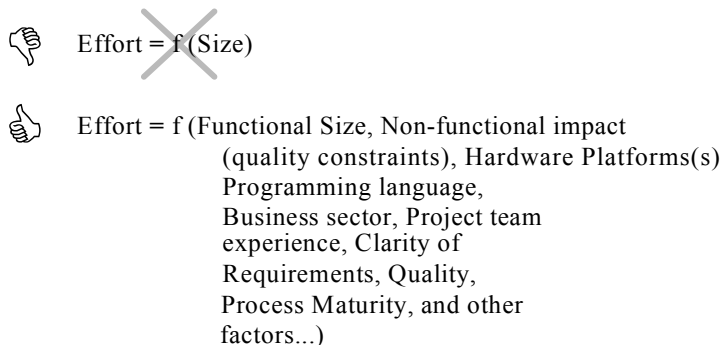 Effort = f (Size)
Effort = f (Functional Size, Non-functional impact
(quality constraints), Hardware Platforms(s)
Programming language,
Business sector, Project team
experience, Clarity of
Requirements, Quality,
Process Maturity, and other
factors...)